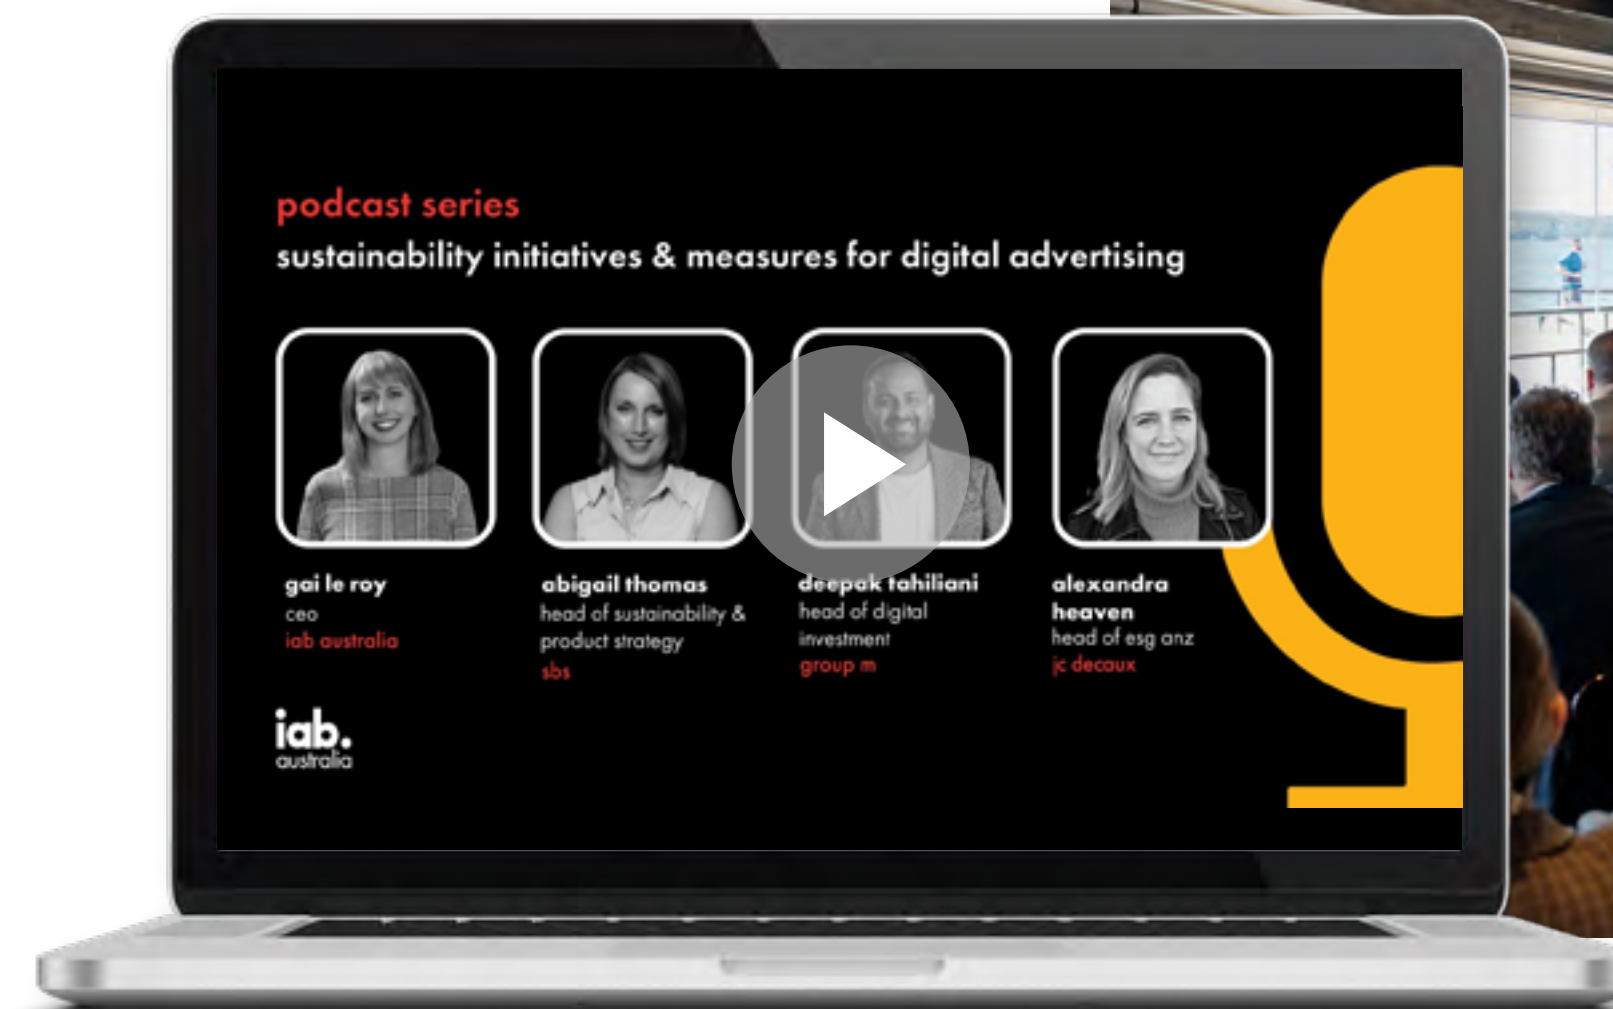 podcast series
sustainability initiatives & measures for digital advertising
gai le roy
ceo
iab australia
abigail thomas
head of sustainability &
product strategy
sbs
deepak tahiliani
head of digital
investment
group m
alexandra
heaven
head of esg anz
jc decaux
iab.
australia